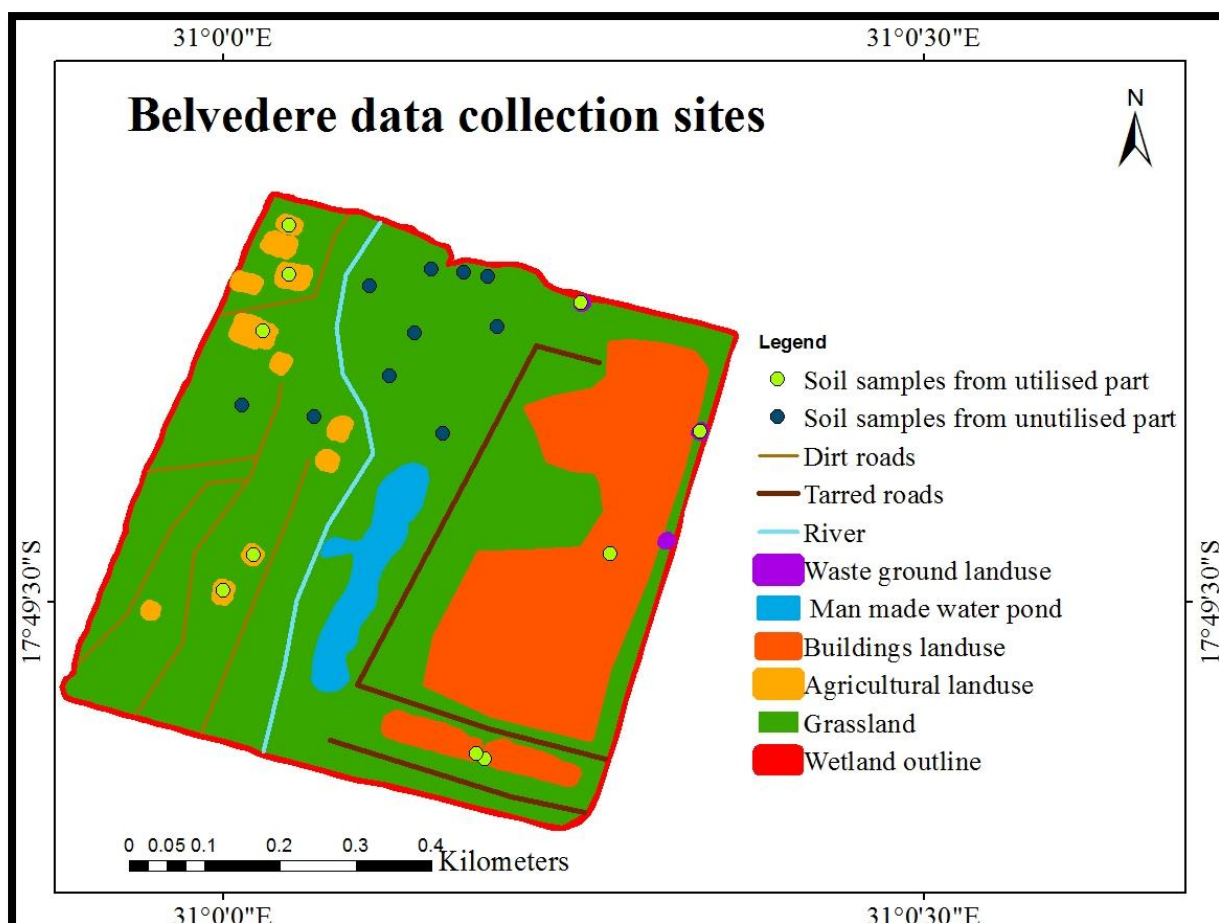 31°0'0"E
31°0'30"E
Belvedere data collection sites
N
Legend
Soil samples from utilised part
Soil samples from unutilised part
Dirt roads
Tarred roads
River
Waste ground landuse
Man made water pond
Buildings landuse
Agricultural landuse
Grassland
Wetland outline
17°49'30"S
17°49'30"S
0 0.05 0.1 0.2 0.3 0.4
Kilometers
31°0'0"E
31°0'30"E